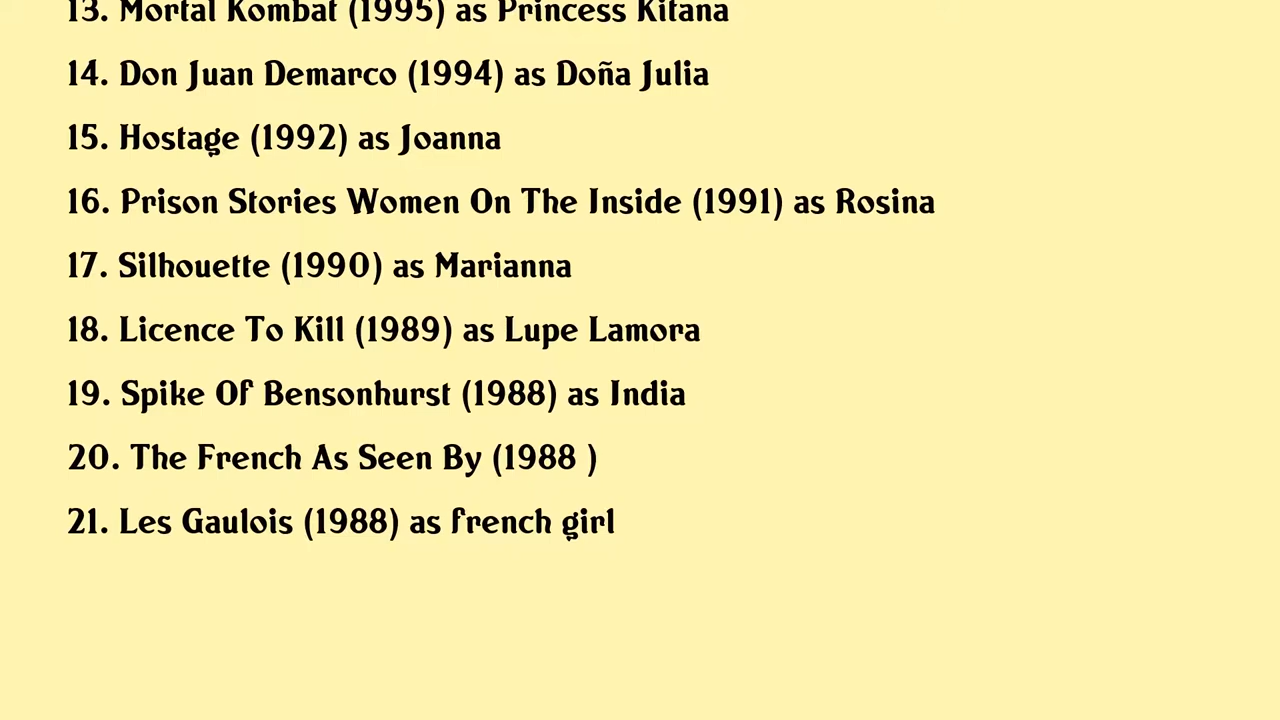 13. Mortal Kombat (1995) as Princess Kitana
14. Don Juan Demarco (1994) as Doña Julia
15. Hostage (1992) as Joanna
16. Prison Stories Women On The Inside (1991) as Rosina
17. Silhouette (1990) as Marianna
18. Licence To Kill (1989) as Lupe Lamora
19. Spike Of Bensonhurst (1988) as India
20. The French As Seen By (1988 )
21. Les Gaulois (1988) as french girl